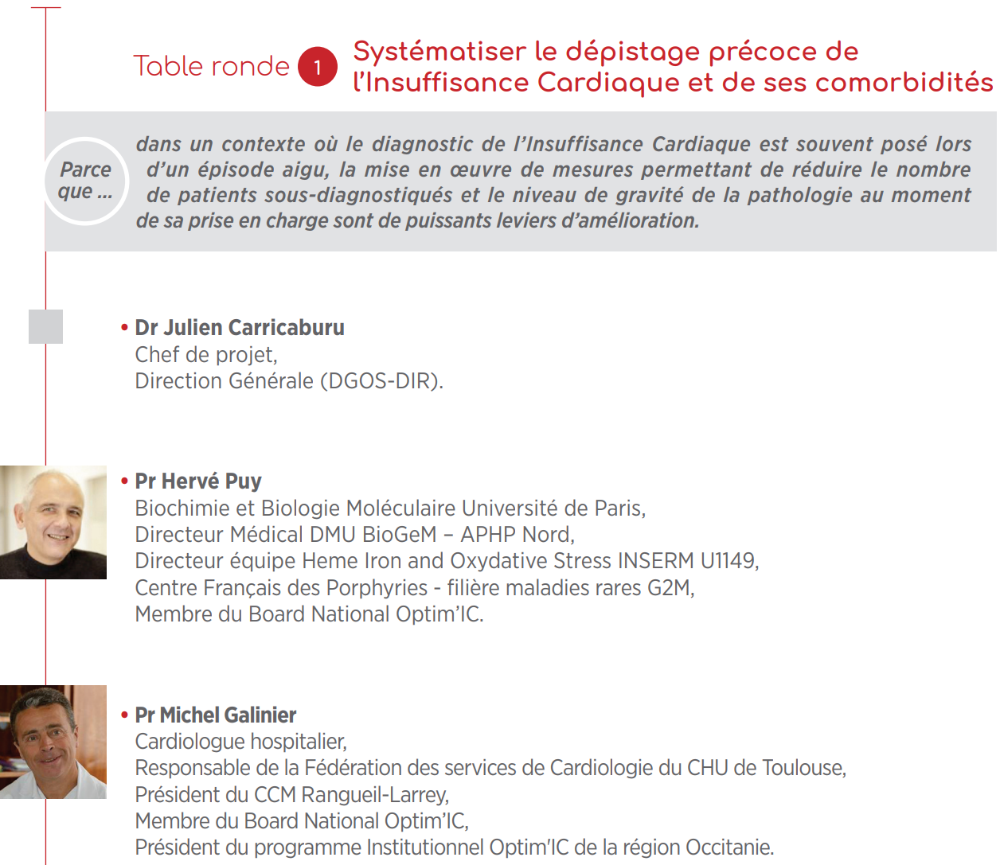 Table ronde 1 Systématiser le dépistage précoce de
l’Insuffisance Cardiaque et de ses comorbidités
Parce
que ...
dans un contexte où le diagnostic de l’Insuffisance Cardiaque est souvent posé lors
d’un épisode aigu, la mise en œuvre de mesures permettant de réduire le nombre
de patients sous-diagnostiqués et le niveau de gravité de la pathologie au moment
de sa prise en charge sont de puissants leviers d’amélioration.
• Dr Julien Carricaburu
Chef de projet,
Direction Générale (DGOS-DIR).
• Pr Hervé Puy
Biochimie et Biologie Moléculaire Université de Paris,
Directeur Médical DMU BioGeM – APHP Nord,
Directeur équipe Heme Iron and Oxydative Stress INSERM U1149,
Centre Français des Porphyries - filière maladies rares G2M,
Membre du Board National Optim’IC.
• Pr Michel Galinier
Cardiologue hospitalier,
Responsable de la Fédération des services de Cardiologie du CHU de Toulouse,
Président du CCM Rangueil-Larrey,
Membre du Board National Optim’IC,
Président du programme Institutionnel Optim'IC de la région Occitanie.